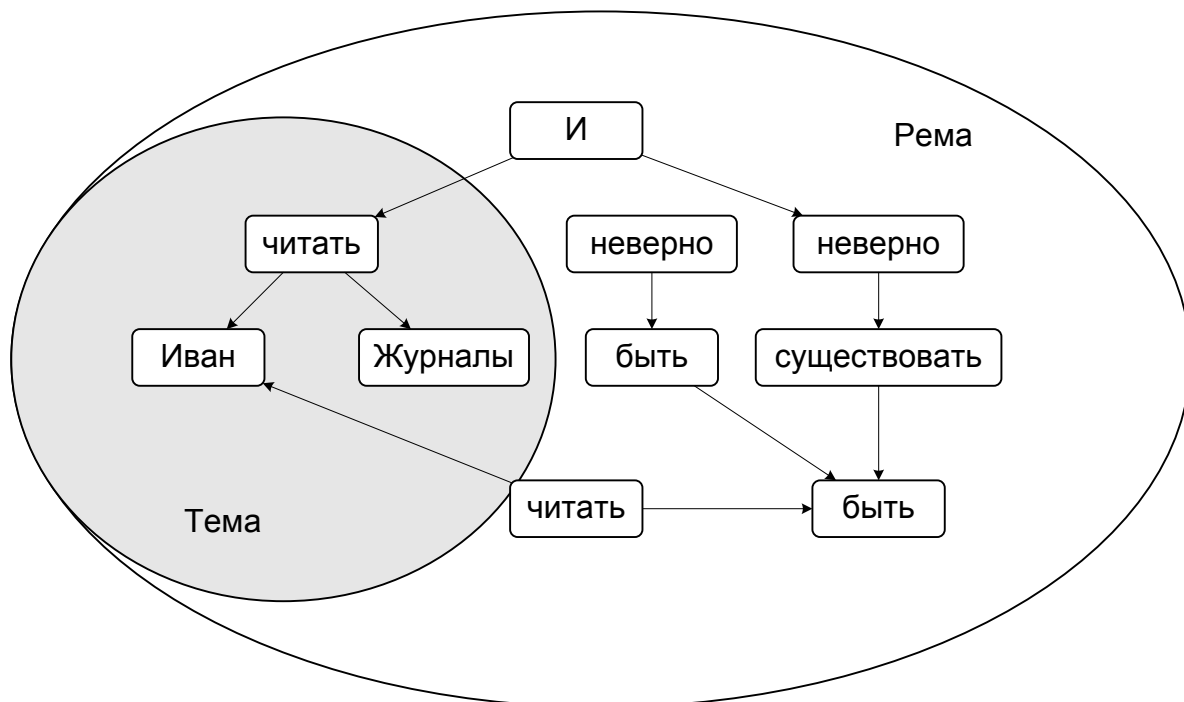 И
Рема
читать
неверно
неверно
Иван
Журналы
быть
существовать
Тема
читать
быть